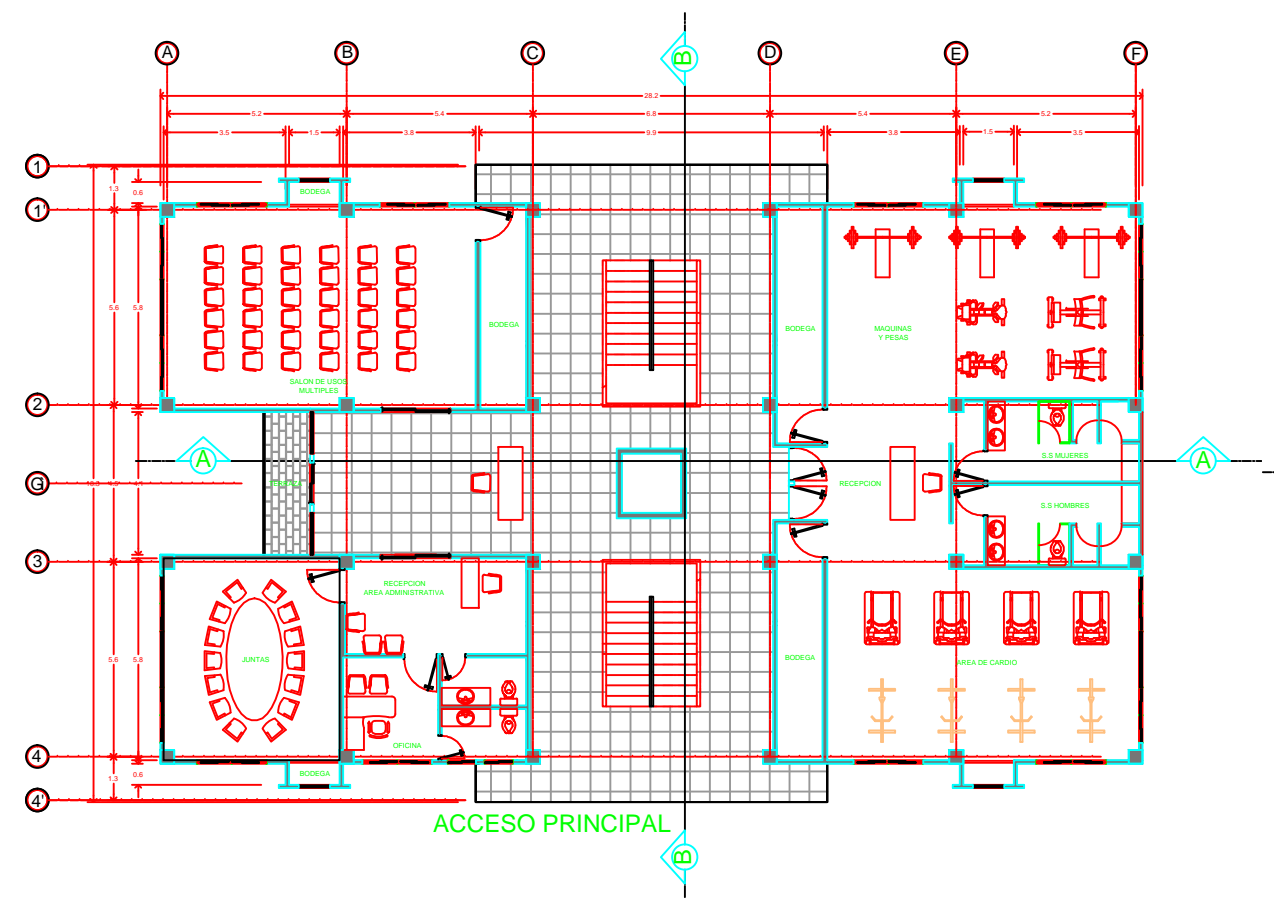 B
A
B
C
D
E
F
28.2
5.2
5.4
6.8
5.4
5.2
3.5
1.5
3.8
9.9
3.8
1.5
3.5
1
1.3
0.6
BODEGA
1'
5.6
5.8
BODEGA
BODEGA
MAQUINAS
Y PESAS
SALON DE USOS
MULTIPLES
2
A
A
S.S MUJERES
G
TERRAZA
RECEPCION
S.S HOMBRES
3
RECEPCION
AREA ADMINISTRATIVA
5.6
5.8
JUNTAS
BODEGA
AREA DE CARDIO
OFICINA
4
1.3
0.6
BODEGA
4'
ACCESO PRINCIPAL
B